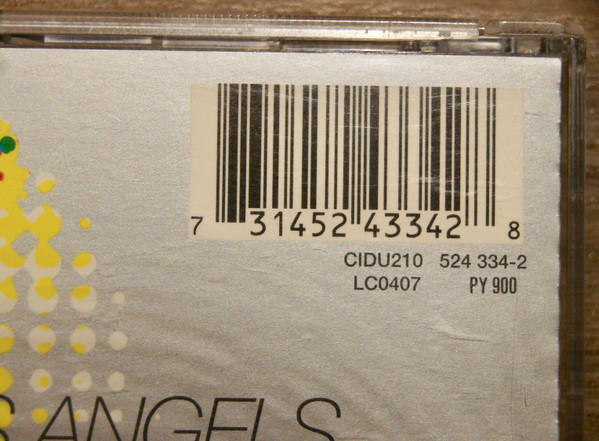 7 31452 43342 8
CIDU210 524 334-2
LC0407 PY 900
ANGELS